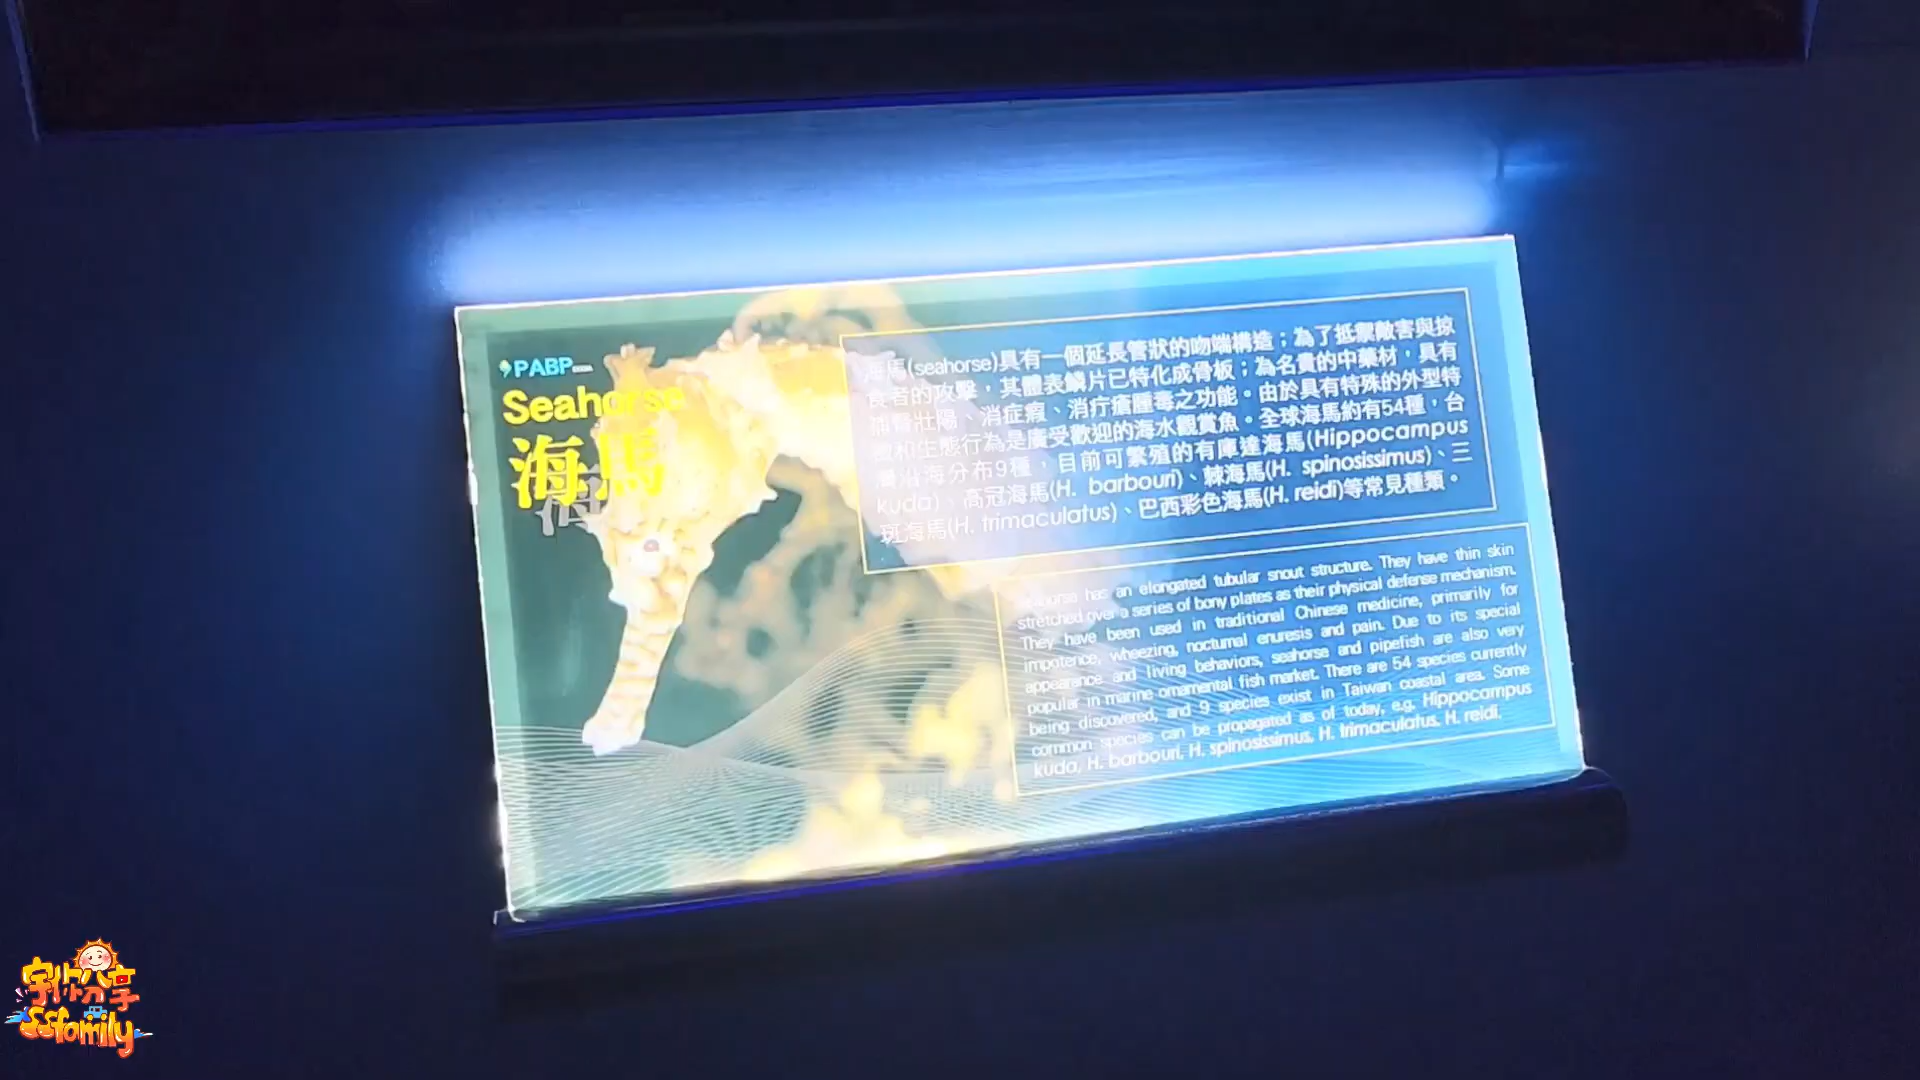 PABP
Seahorse
海馬
海馬(seahorse)具有一個延長管狀的吻端構造；為了抵禦敵害與掠
食者的攻擊，其體表鱗片已特化成骨板；為名貴的中藥材，具有
補腎壯陽、消症瘕、消疔瘡腫毒之功能。由於具有特殊的外型特
徵和生態行為是廣受歡迎的海水觀賞魚。全球海馬約有54種，台
灣沿海分布9種，目前可繁殖的有庫達海馬(Hippocampus
kuda)、高冠海馬(H. barbouri)、棘海馬(H. spinosissimus)、三
斑海馬(H. trimaculatus)、巴西彩色海馬(H. reidi)等常見種類。
Seahorse has an elongated tubular snout structure. They have thin skin
stretched over a series of bony plates as their physical defense mechanism.
They have been used in traditional Chinese medicine, primarily for
impotence, wheezing, nocturnal enuresis and pain. Due to its special
appearance and living behaviors, seahorse and pipefish are also very
popular in marine ornamental fish market. There are 54 species currently
being discovered, and 9 species exist in Taiwan coastal area. Some
common species can be propagated as of today, e.g. Hippocampus
kuda, H. barbouri, H. spinosissimus, H. trimaculatus, H. reidi.
宇你分享
SSfamily